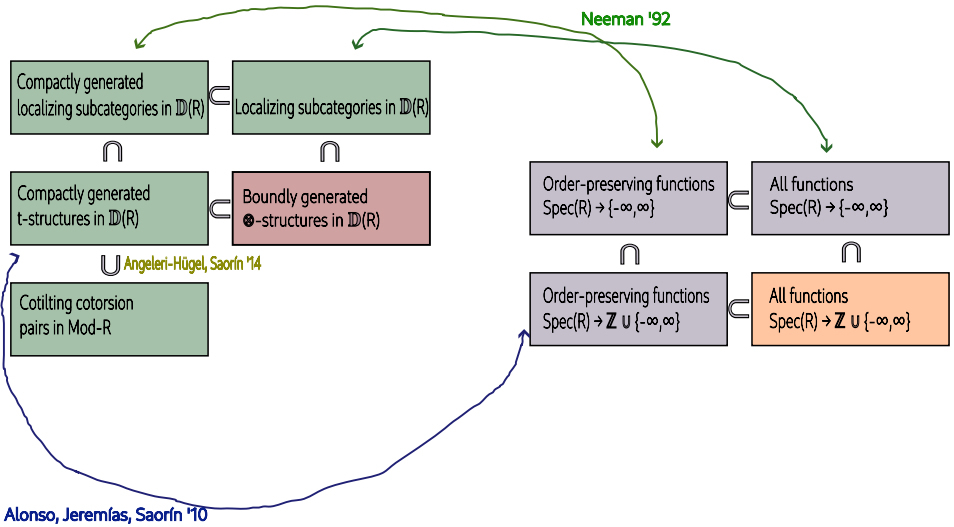 Neeman '92
Compactly generated
localizing subcategories in 𝔻(R)
⊂
Localizing subcategories in 𝔻(R)
∩
∩
Compactly generated
t-structures in 𝔻(R)
⊂
Boundly generated
⊗-structures in 𝔻(R)
Order-preserving functions
Spec(R) → {-∞,∞}
⊂
All functions
Spec(R) → {-∞,∞}
∪
Angeleri-Hügel, Saorín '14
∩
∩
Cotilting cotorsion
pairs in Mod-R
Order-preserving functions
Spec(R) → ℤ ∪ {-∞,∞}
⊂
All functions
Spec(R) → ℤ ∪ {-∞,∞}
Alonso, Jeremías, Saorín '10